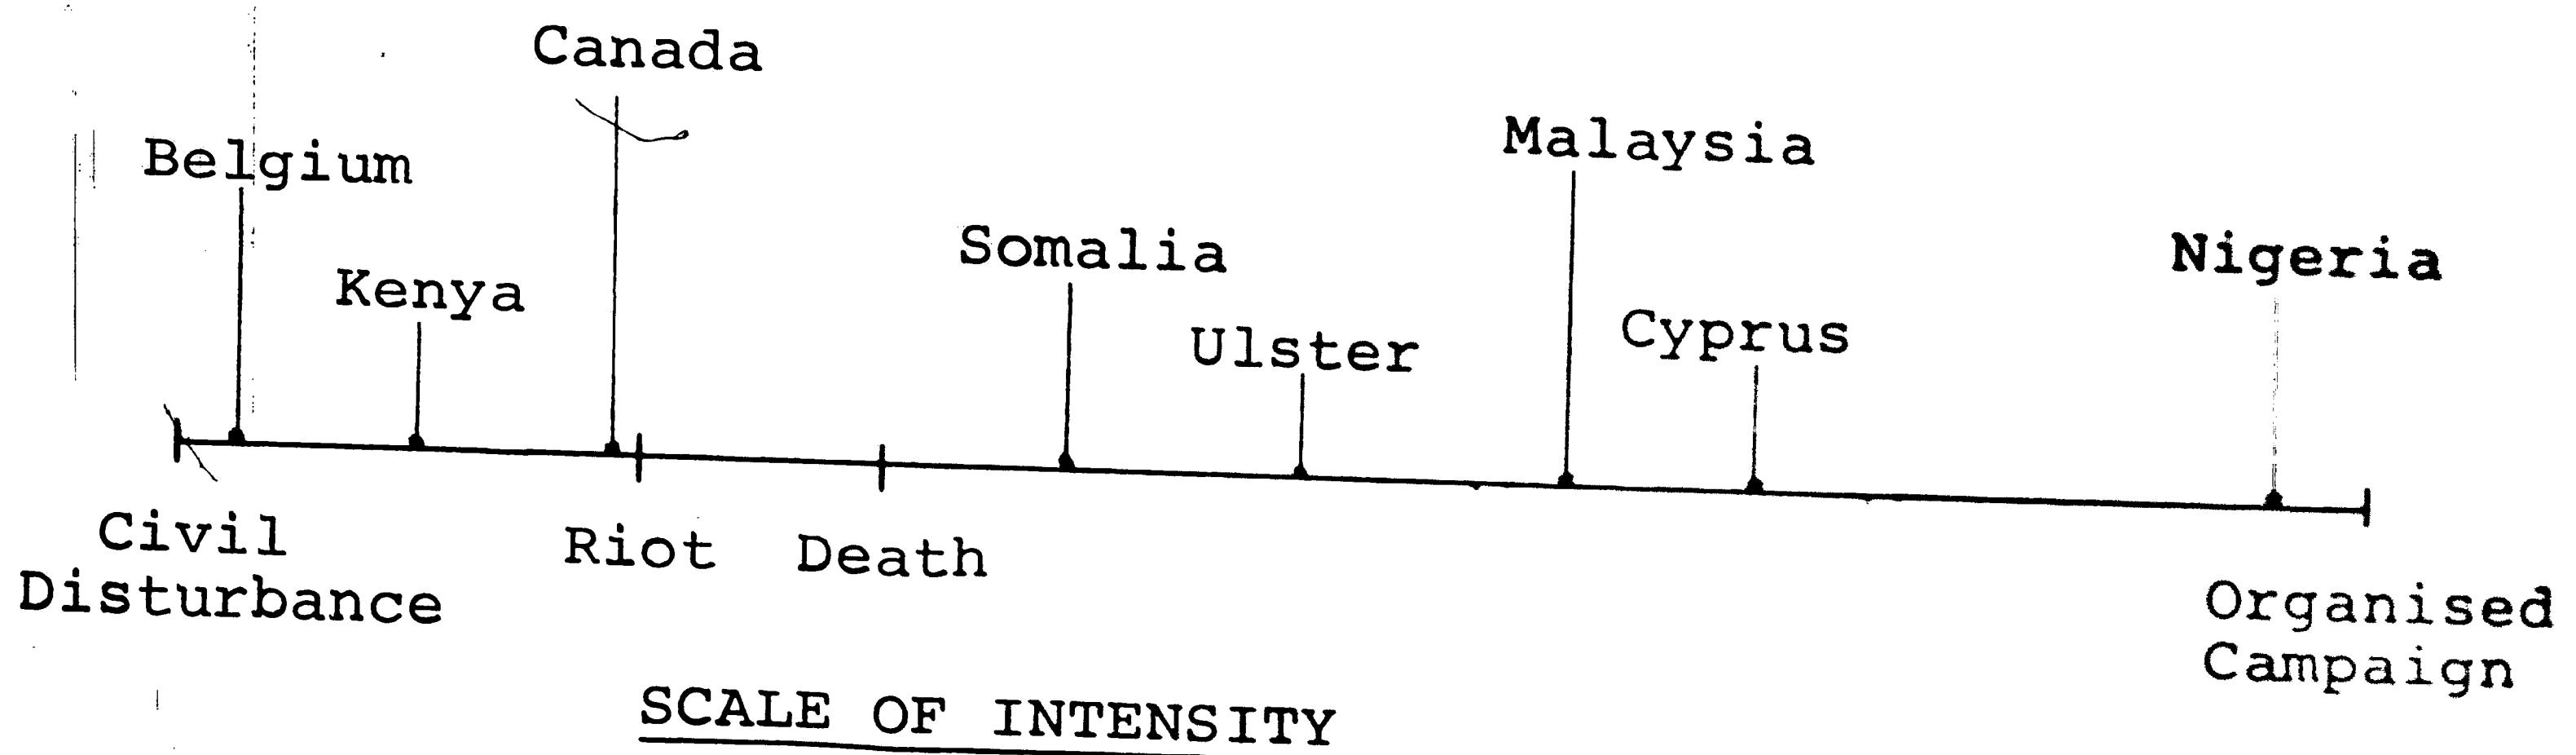 Canada
Belgium
Malaysia
Somalia
Nigeria
Kenya
Ulster
Cyprus
Civil
Disturbance
Riot
Death
Organised
Campaign
SCALE OF INTENSITY